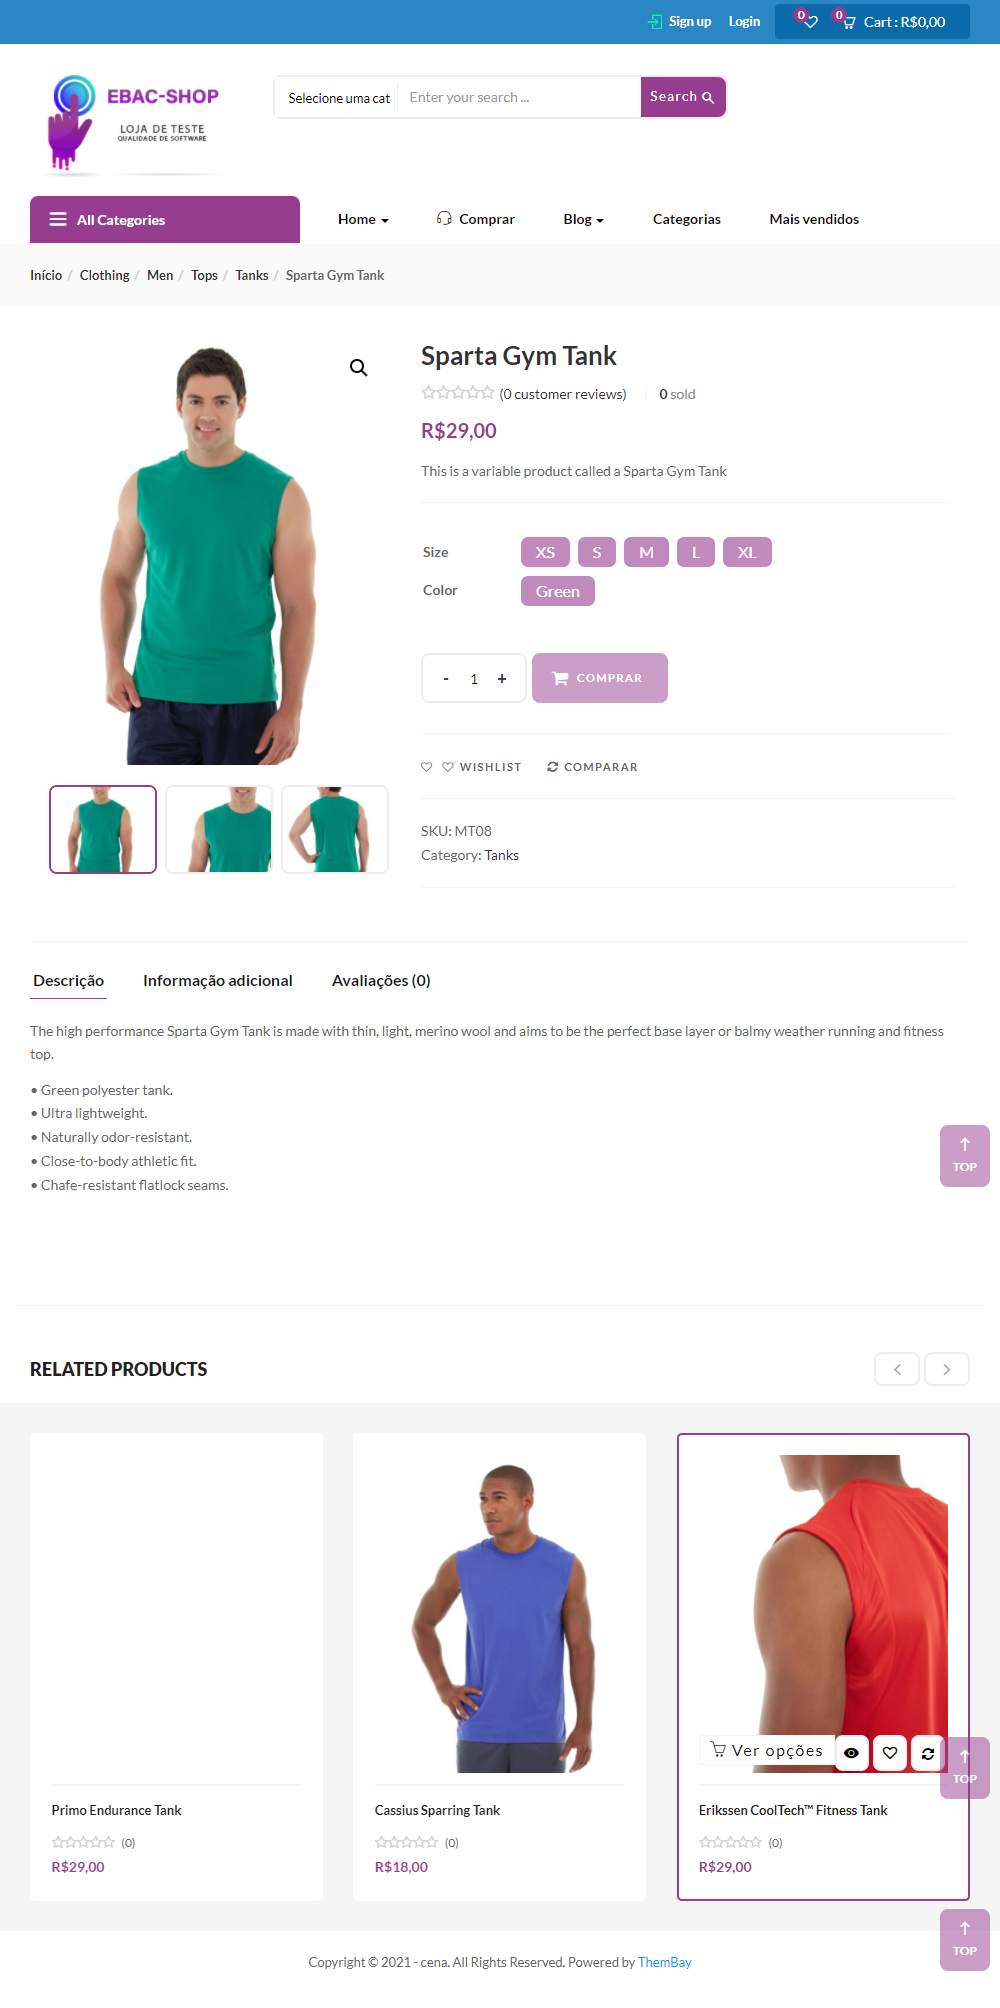 Sign up Login 0 0 Cart : R$0,00
EBAC-SHOP
LOJA DE TESTE
QUALIDADE DE SOFTWARE
Selecione uma cat Enter your search ... Search
All Categories Home Comprar Blog Categorias Mais vendidos
Início / Clothing / Men / Tops / Tanks / Sparta Gym Tank
Sparta Gym Tank
(0 customer reviews) 0 sold
R$29,00
This is a variable product called a Sparta Gym Tank
Size XS S M L XL
Color Green
- 1 + COMPRAR
WISHLIST COMPARAR
SKU: MT08
Category: Tanks
Descrição Informação adicional Avaliações (0)
The high performance Sparta Gym Tank is made with thin, light, merino wool and aims to be the perfect base layer or balmy weather running and fitness
top.
• Green polyester tank.
• Ultra lightweight.
• Naturally odor-resistant.
• Close-to-body athletic fit.
• Chafe-resistant flatlock seams.
TOP
RELATED PRODUCTS
Ver opções
TOP
Primo Endurance Tank Cassius Sparring Tank Erikssen CoolTech™ Fitness Tank
(0) (0) (0)
R$29,00 R$18,00 R$29,00
TOP
Copyright © 2021 - cena. All Rights Reserved. Powered by ThemBay